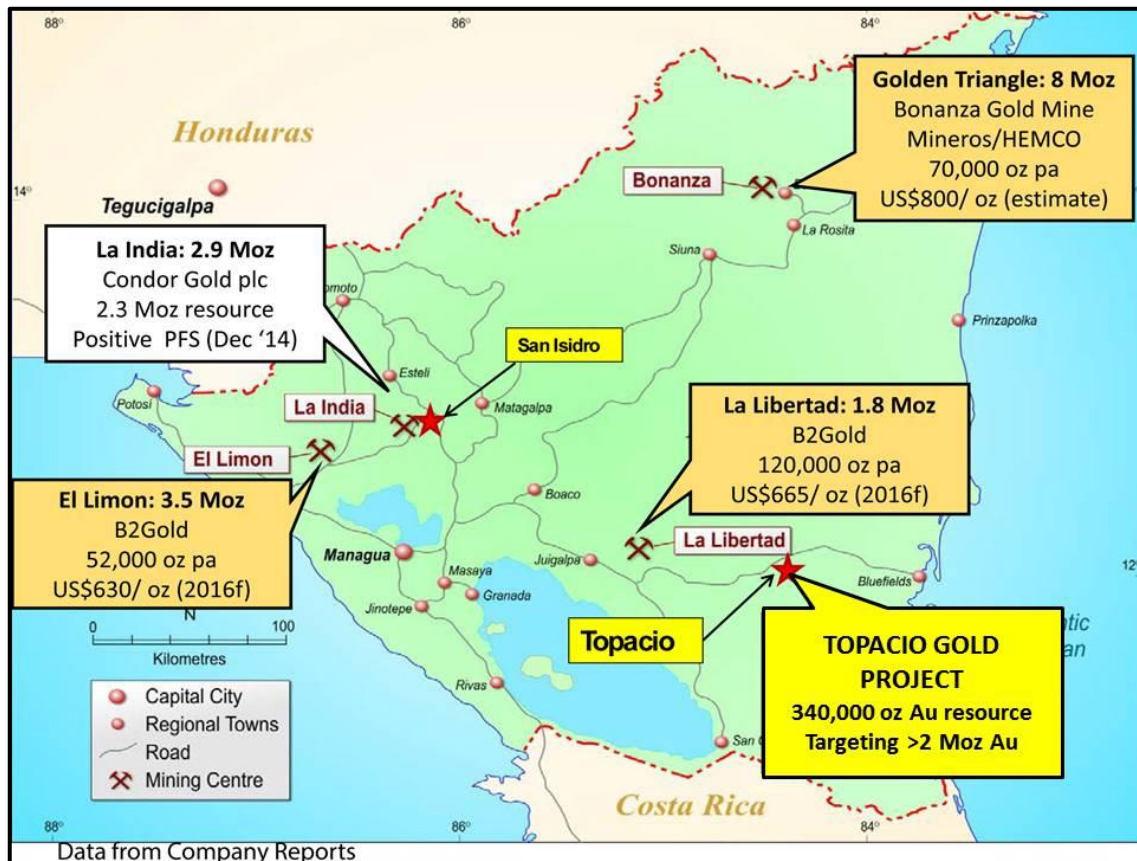 88°
86°
84°
Golden Triangle: 8 Moz
Bonanza Gold Mine
Mineros/HEMCO
70,000 oz pa
US$800/ oz (estimate)
Honduras
14°
Tegucigalpa
Bonanza
La Rosita
Siuna
La India: 2.9 Moz
Condor Gold plc
2.3 Moz resource
Positive PFS (Dec ‘14)
omoto
Prinzapolka
San Isidro
Esteli
Potosi
La India
Matagalpa
El Limon
La Libertad: 1.8 Moz
B2Gold
120,000 oz pa
US$665/ oz (2016f)
El Limon: 3.5 Moz
B2Gold
52,000 oz pa
US$630/ oz (2016f)
Boaco
Managua
La Libertad
Juigalpa
12°
Masaya
Granada
Bluefields
Jinotepe
N
0
100
Kilometres
Topacio
ntic
an
TOPACIO GOLD
PROJECT
340,000 oz Au resource
Targeting >2 Moz Au
Rivas
San C
Capital City
Regional Towns
Road
Mining Centre
Costa Rica
88°
86°
84°
Data from Company Reports